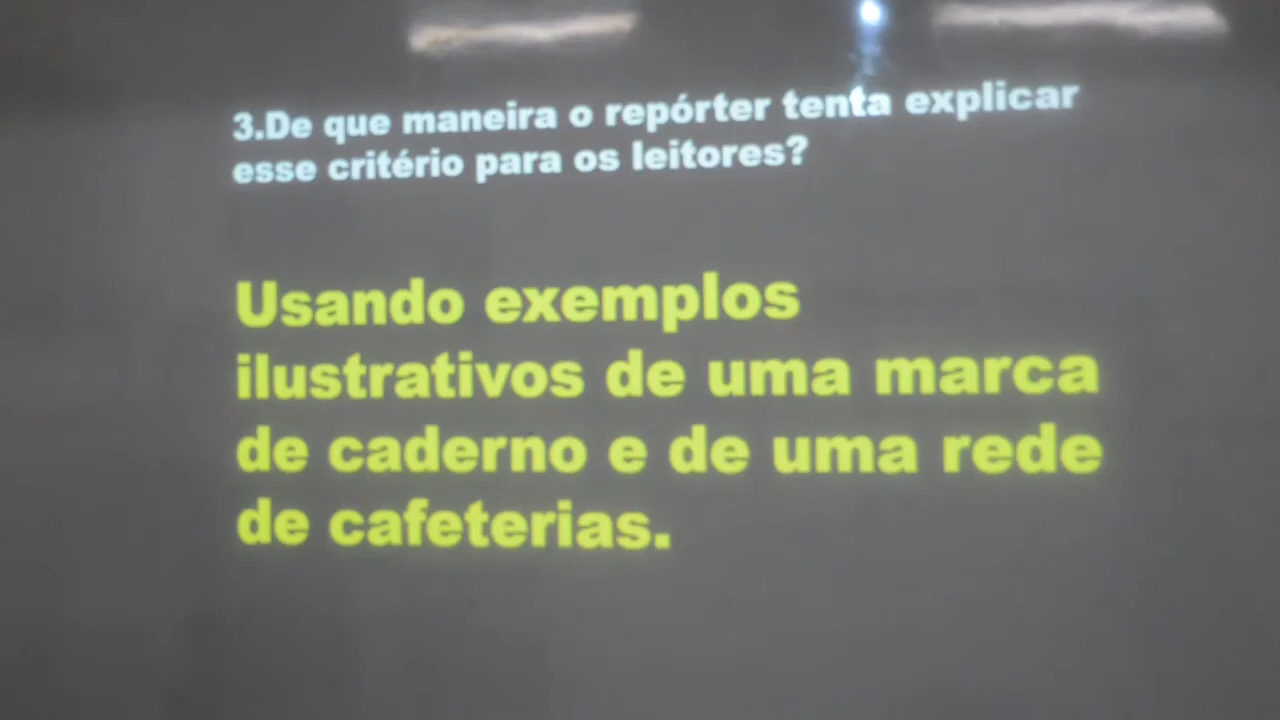 3.De que maneira o repórter tenta explicar
esse critério para os leitores?
Usando exemplos
ilustrativos de uma marca
de caderno e de uma rede
de cafeterias.